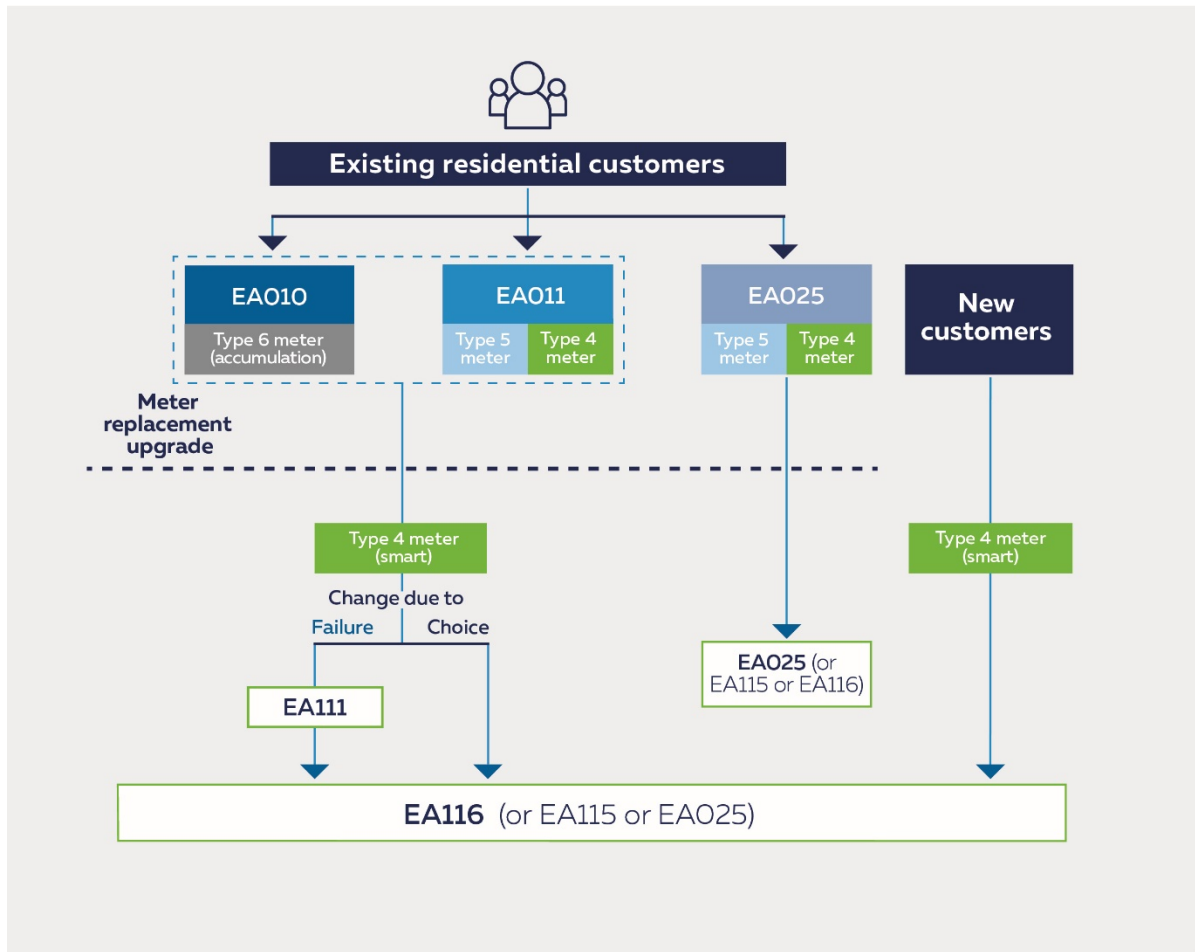 Existing residential customers
EA010
Type 6 meter
(accumulation)
EA011
Type 5
meter
Type 4
meter
EA025
Type 5
meter
Type 4
meter
New
customers
Meter
replacement
upgrade
Type 4 meter
(smart)
Change due to
Failure
Choice
EA111
EA025 (or
EA115 or EA116)
Type 4 meter
(smart)
EA116 (or EA115 or EA025)